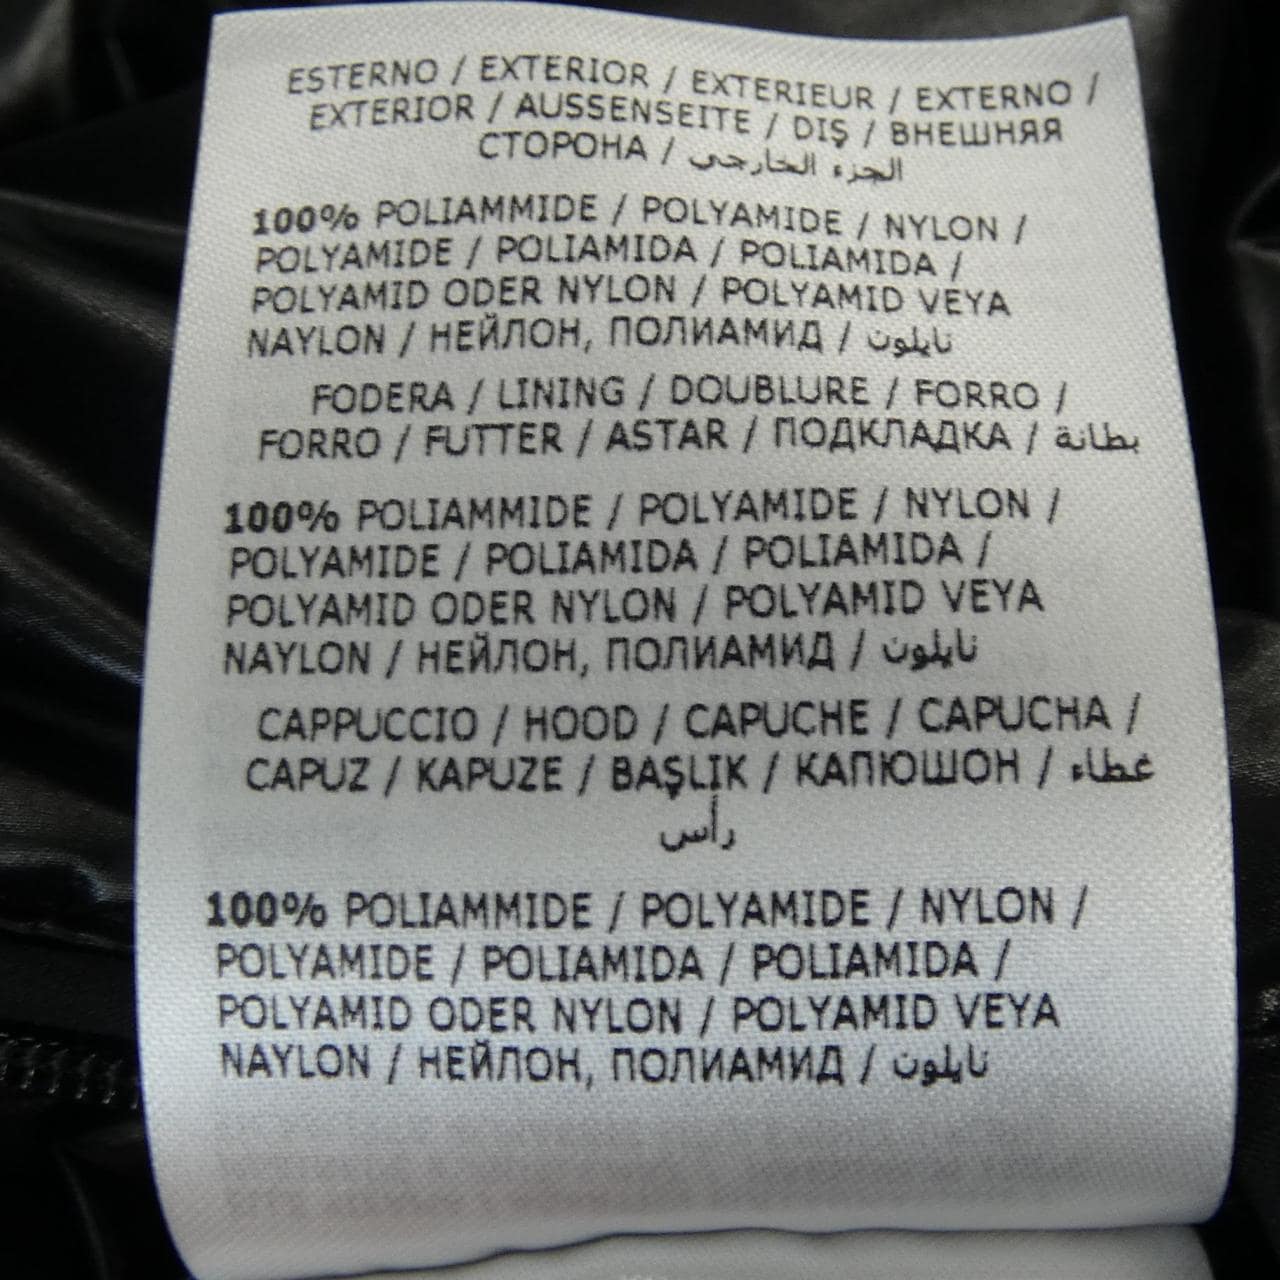 ESTERNO / EXTERIOR / EXTERIEUR / EXTERNO /
EXTERIOR / AUSSENSEITE / DIŞ / ВНЕШНЯЯ
СТОРОНА / الجزء الخارجي
100% POLIAMMIDE / POLYAMIDE / NYLON /
POLYAMIDE / POLIAMIDA / POLIAMIDA /
POLYAMID ODER NYLON / POLYAMID VEYA
NAYLON / НЕЙЛОН, ПОЛИАМИД / نايلون
FODERA / LINING / DOUBLURE / FORRO /
FORRO / FUTTER / ASTAR / ПОДКЛАДКА / بطانة
100% POLIAMMIDE / POLYAMIDE / NYLON /
POLYAMIDE / POLIAMIDA / POLIAMIDA /
POLYAMID ODER NYLON / POLYAMID VEYA
NAYLON / НЕЙЛОН, ПОЛИАМИД / نايلون
CAPPUCCIO / HOOD / CAPUCHE / CAPUCHA /
CAPUZ / KAPUZE / BAŞLIK / КАПЮШОН / غطاء
رأس
100% POLIAMMIDE / POLYAMIDE / NYLON /
POLYAMIDE / POLIAMIDA / POLIAMIDA /
POLYAMID ODER NYLON / POLYAMID VEYA
NAYLON / НЕЙЛОН, ПОЛИАМИД / نايلون